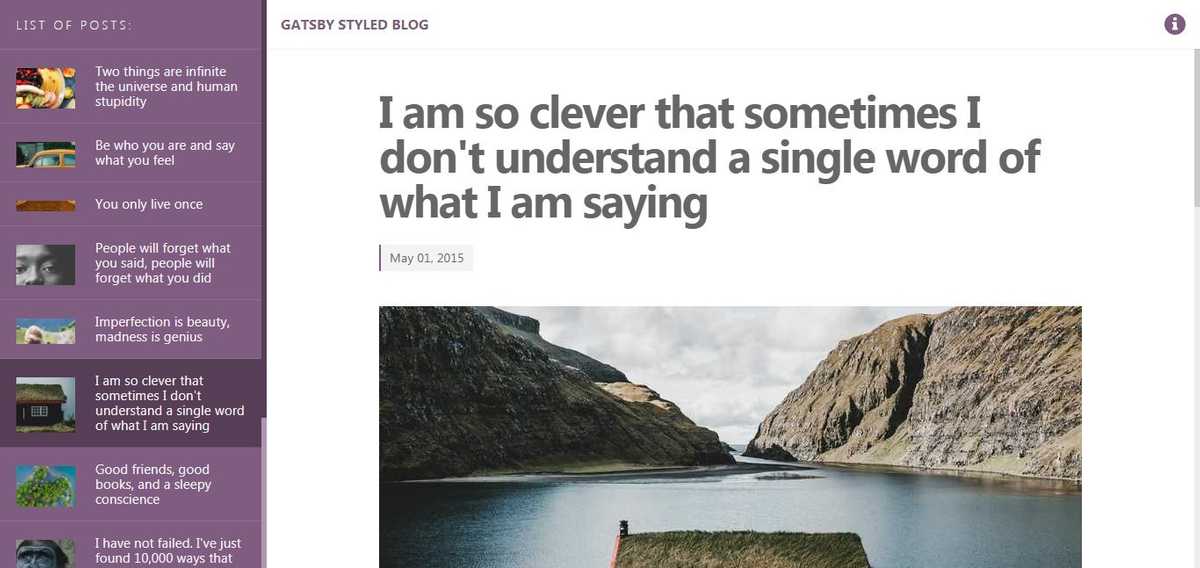 LIST OF POSTS:
Two things are infinite
the universe and human
stupidity
Be who you are and say
what you feel
You only live once
People will forget what
you said, people will
forget what you did
Imperfection is beauty,
madness is genius
I am so clever that
sometimes I don't
understand a single word
of what I am saying
Good friends, good
books, and a sleepy
conscience
I have not failed. I've just
found 10,000 ways that
GATSBY STYLED BLOG
I am so clever that sometimes I
don't understand a single word of
what I am saying
May 01, 2015